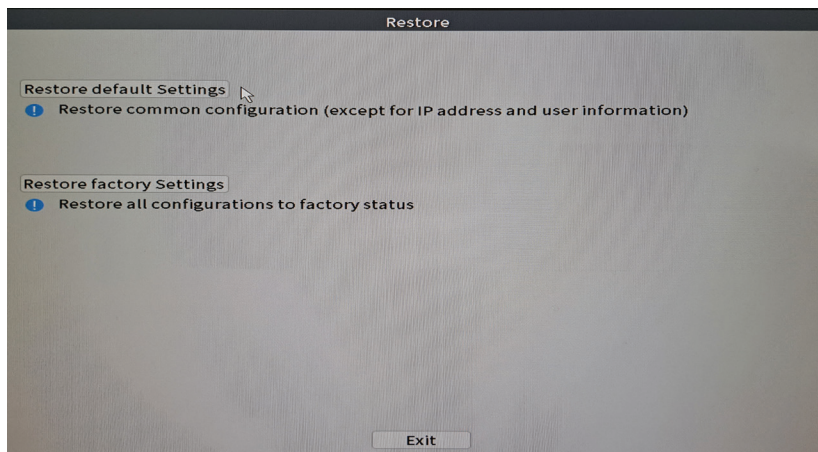 Restore
Restore default Settings
Restore common configuration (except for IP address and user information)
Restore factory Settings
Restore all configurations to factory status
Exit